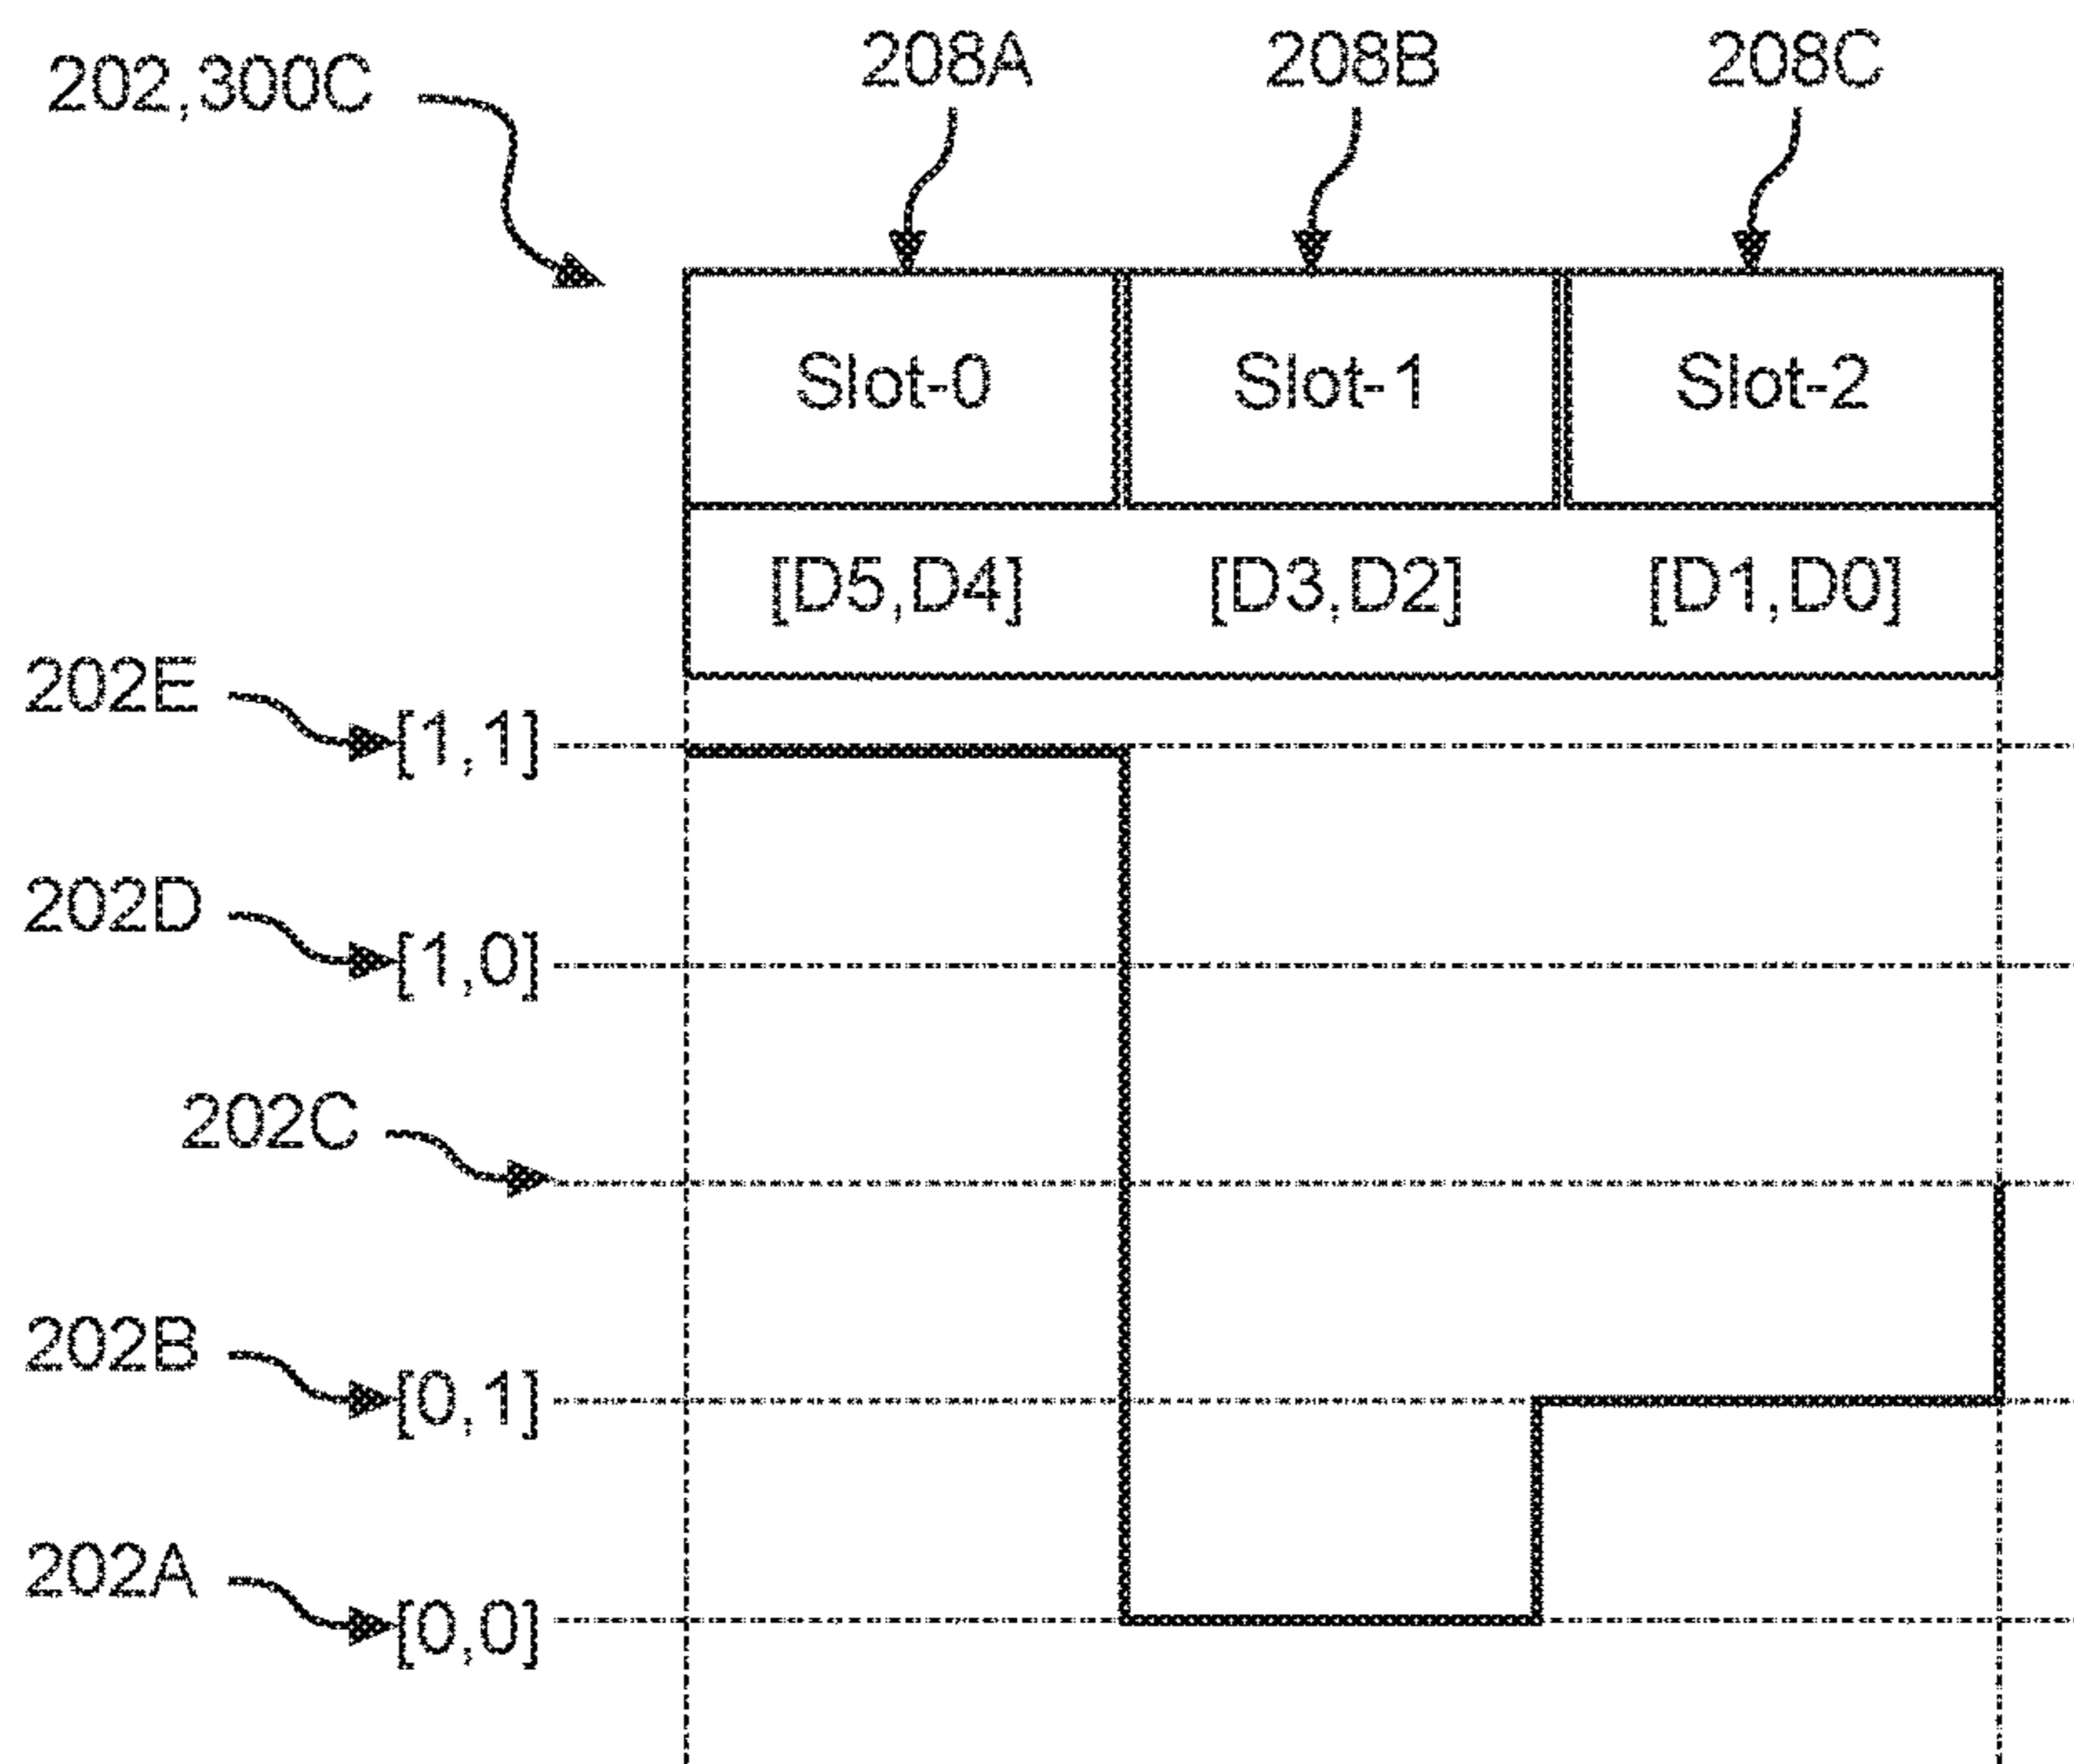 202,300C
208A
208B
208C
Slot-0
Slot-1
Slot-2
[D5,D4]
[D3,D2]
[D1,D0]
202E
[1,1]
202D
[1,0]
202C
202B
[0,1]
202A
[0,0]